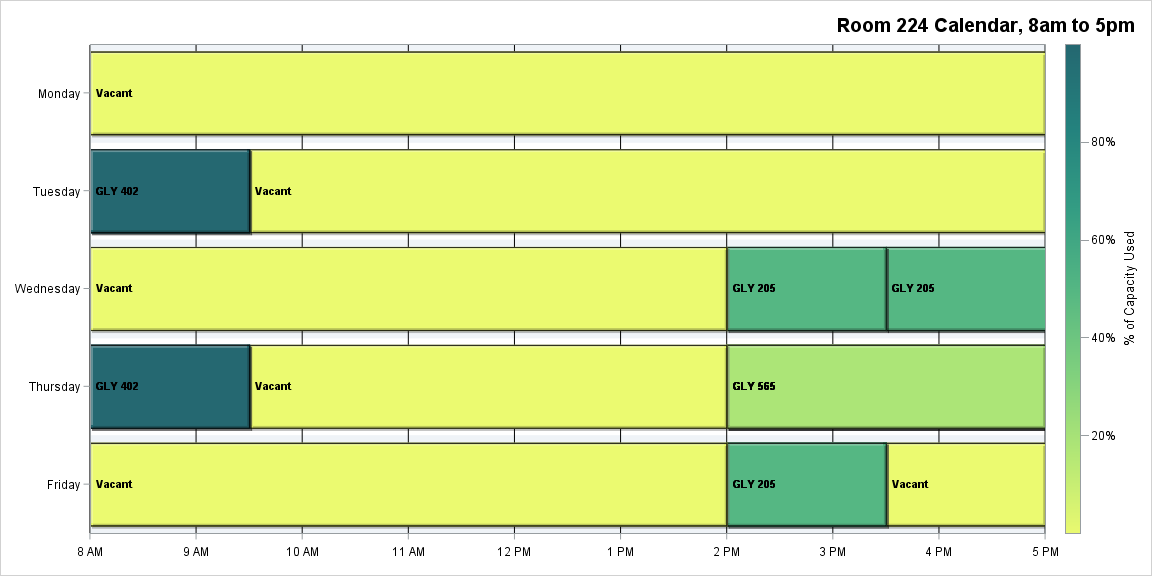 Room 224 Calendar, 8am to 5pm
Monday
Vacant
Tuesday
GLY 402
Vacant
Wednesday
Vacant
GLY 205
GLY 205
Thursday
GLY 402
Vacant
GLY 565
Friday
Vacant
GLY 205
Vacant
8 AM 9 AM 10 AM 11 AM 12 PM 1 PM 2 PM 3 PM 4 PM 5 PM
80%
60%
40%
20%
% of Capacity Used